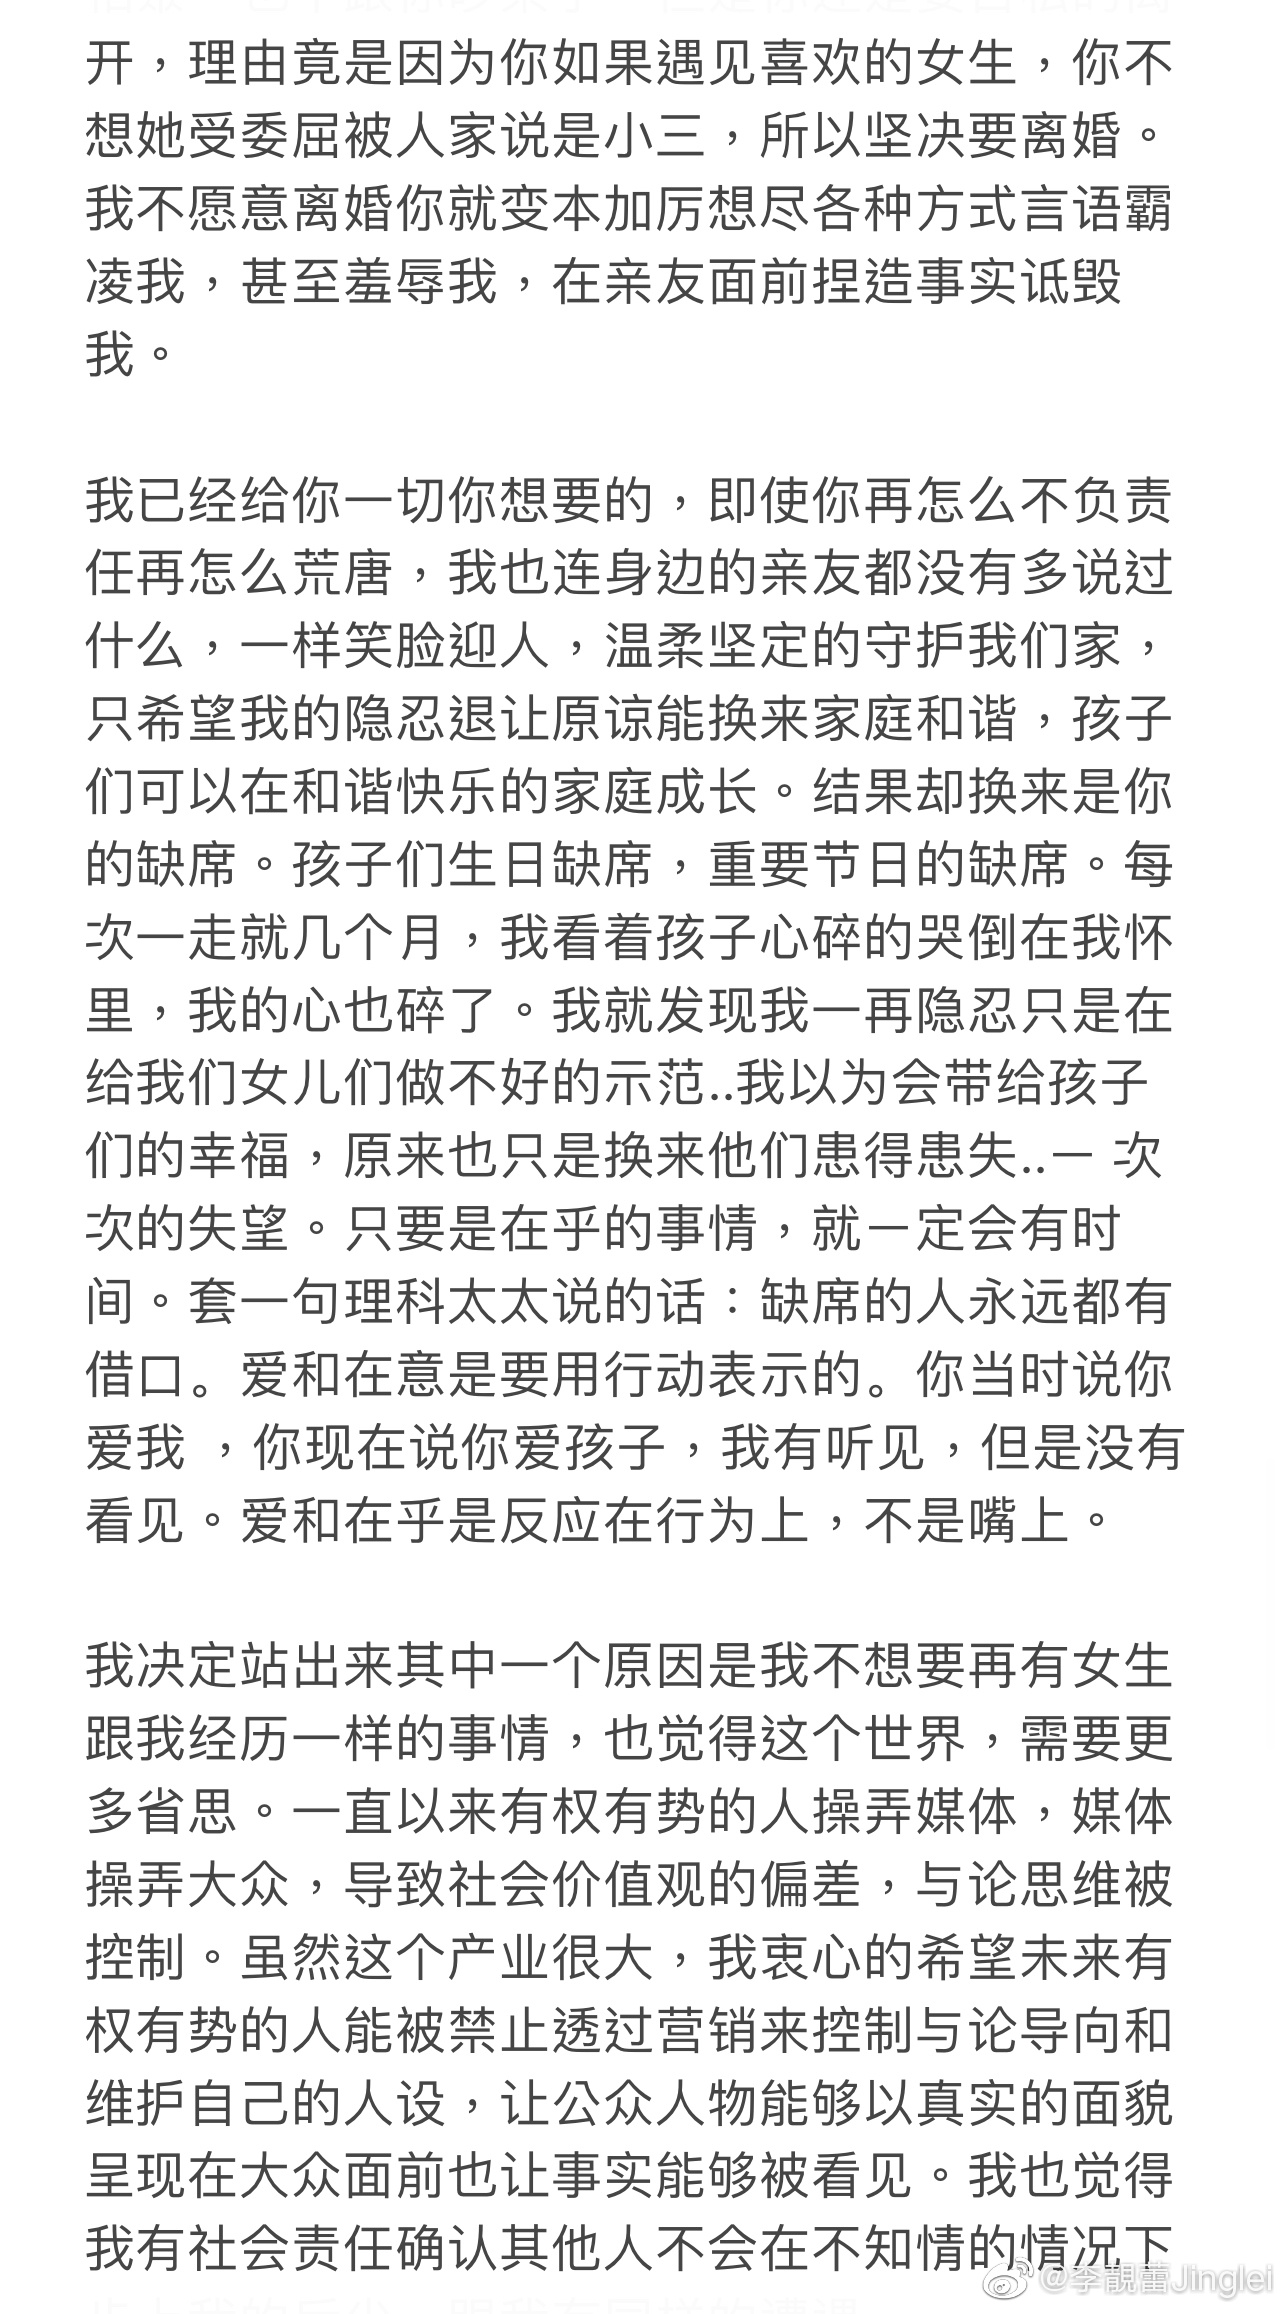 开，理由竟是因为你如果遇见喜欢的女生，你不
想她受委屈被人家说是小三，所以坚决要离婚。
我不愿意离婚你就变本加厉想尽各种方式言语霸
凌我，甚至羞辱我，在亲友面前捏造事实诋毁
我。
我已经给你一切你想要的，即使你再怎么不负责
任再怎么荒唐，我也连身边的亲友都没有多说过
什么，一样笑脸迎人，温柔坚定的守护我们家，
只希望我的隐忍退让原谅能换来家庭和谐，孩子
们可以在和谐快乐的家庭成长。结果却换来是你
的缺席。孩子们生日缺席，重要节日的缺席。每
次一走就几个月，我看着孩子心碎的哭倒在我怀
里，我的心也碎了。我就发现我一再隐忍只是在
给我们女儿们做不好的示范..我以为会带给孩子
们的幸福，原来也只是换来他们患得患失..一 次
次的失望。只要是在乎的事情，就一定会有时
间。套一句理科太太说的话：缺席的人永远都有
借口。爱和在意是要用行动表示的。你当时说你
爱我 ，你现在说你爱孩子，我有听见，但是没有
看见。爱和在乎是反应在行为上，不是嘴上。
我决定站出来其中一个原因是我不想要再有女生
跟我经历一样的事情，也觉得这个世界，需要更
多省思。一直以来有权有势的人操弄媒体，媒体
操弄大众，导致社会价值观的偏差，与论思维被
控制。虽然这个产业很大，我衷心的希望未来有
权有势的人能被禁止透过营销来控制与论导向和
维护自己的人设，让公众人物能够以真实的面貌
呈现在大众面前也让事实能够被看见。我也觉得
我有社会责任确认其他人不会在不知情的情况下
@李靚蕾Jinglei